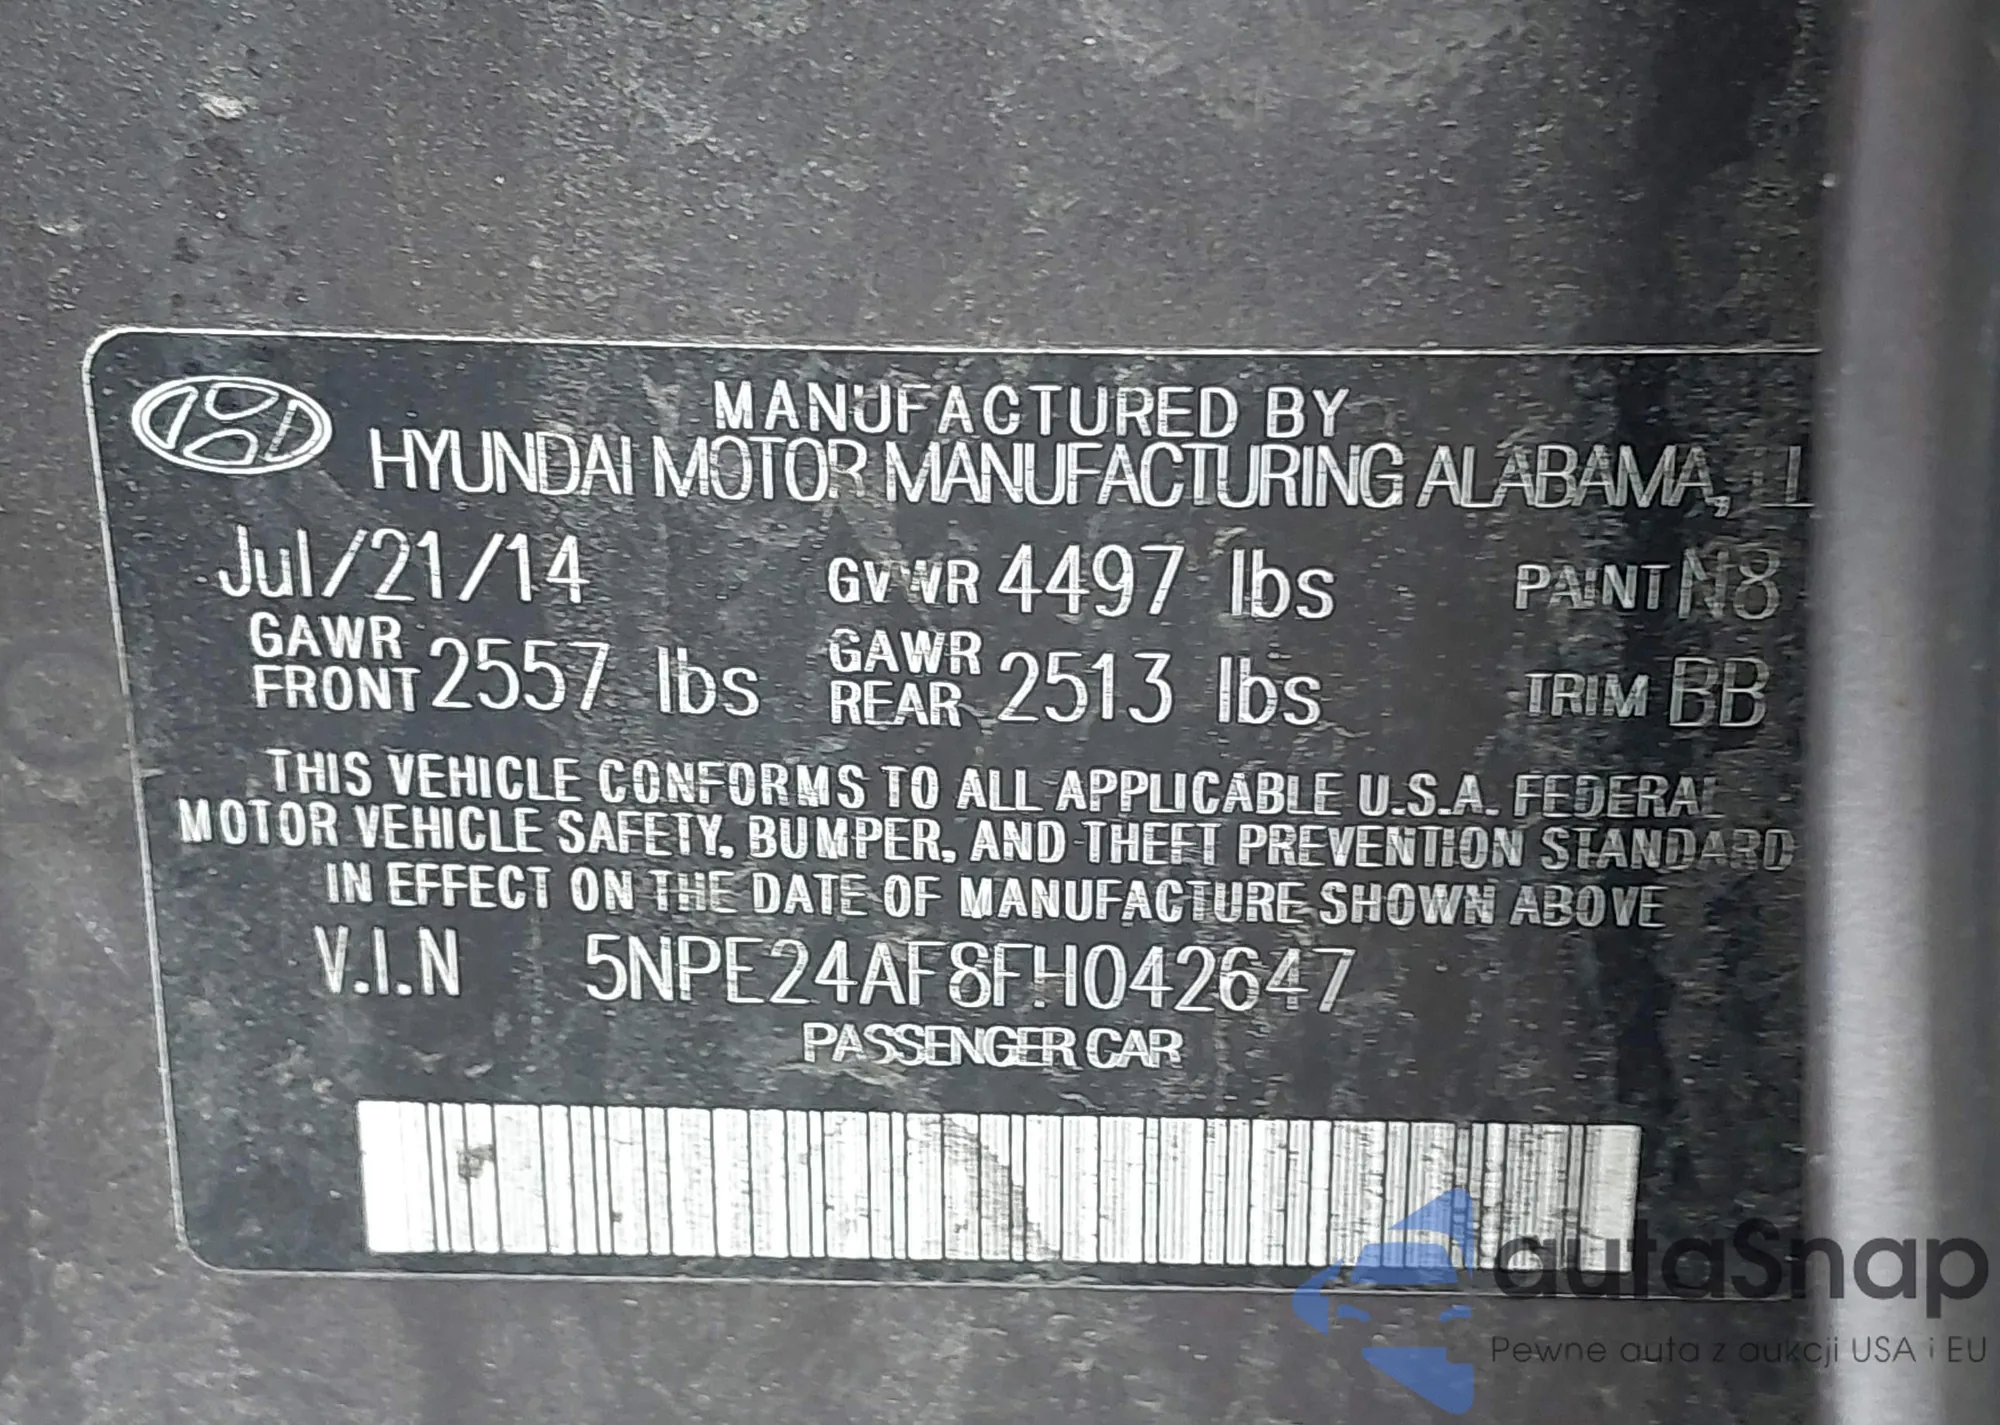 MANUFACTURED BY
HYUNDAI MOTOR MANUFACTURING ALABAMA,
Jul/21/14 GVWR 4497 lbs PAINT N8
GAWR FRONT 2557 lbs GAWR REAR 2513 lbs TRIM BB
THIS VEHICLE CONFORMS TO ALL APPLICABLE U.S.A. FEDERAL
MOTOR VEHICLE SAFETY, BUMPER, AND THEFT PREVENTION STANDARD
IN EFFECT ON THE DATE OF MANUFACTURE SHOWN ABOVE
V.I.N 5NPE24AF8FH042647
PASSENGER CAR
autaSnap
Pewne auta z aukcji USA i EU